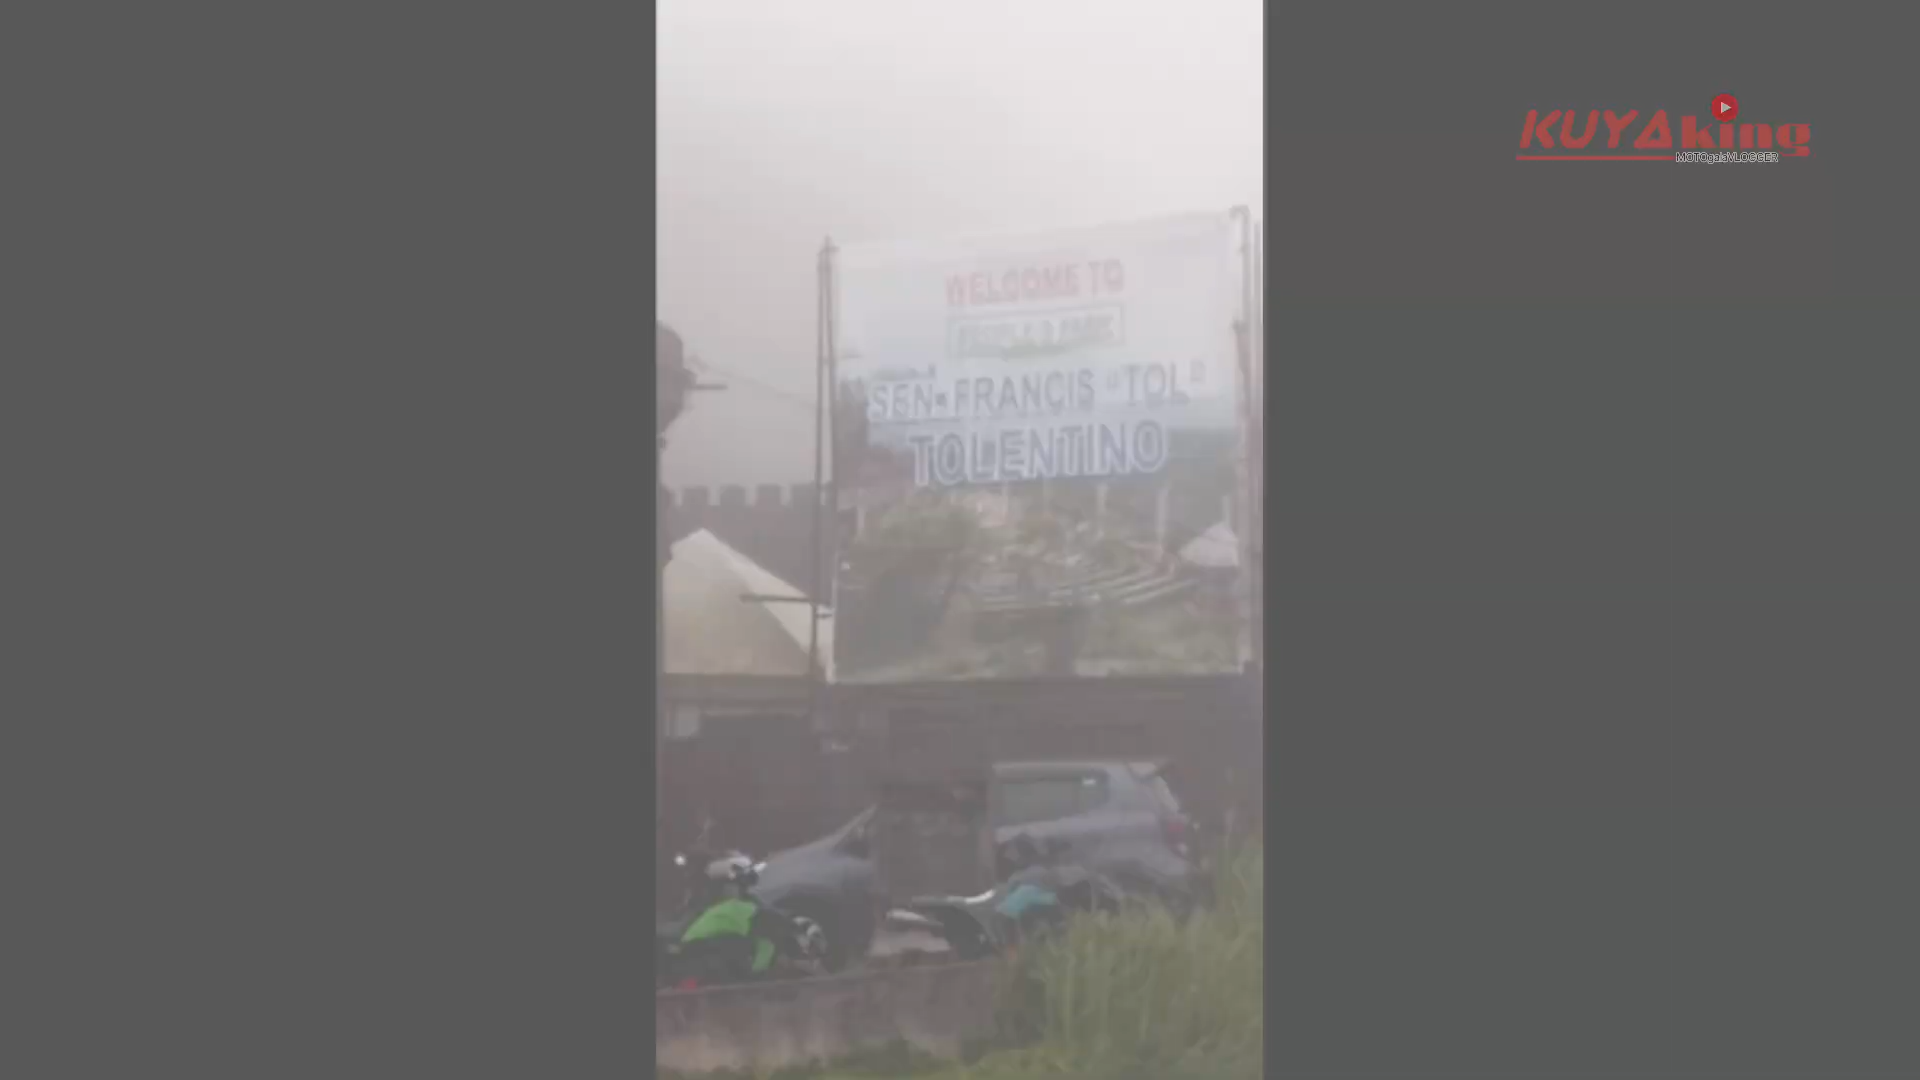 KUYAking
MOTOgalaVLOGGER
WELCOME TO
SEN. FRANCIS "TOL"
TOLENTINO